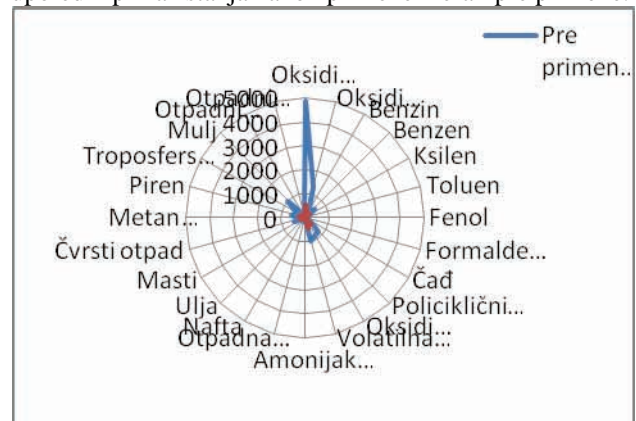 Pre
primen...
Oksidi...
Oksidi...
Benzin
Benzen
Ksilen
Toluen
Fenol
Formalde...
Čađ
Policiklični...
Oksidi...
Volatilna...
Amonijak...
Otpadna...
Nafta
Ulja
Masti
Čvrsti otpad
Metan...
Piren
Troposfers...
Mulj
Otpadni...
5000
4000
3000
2000
1000
0